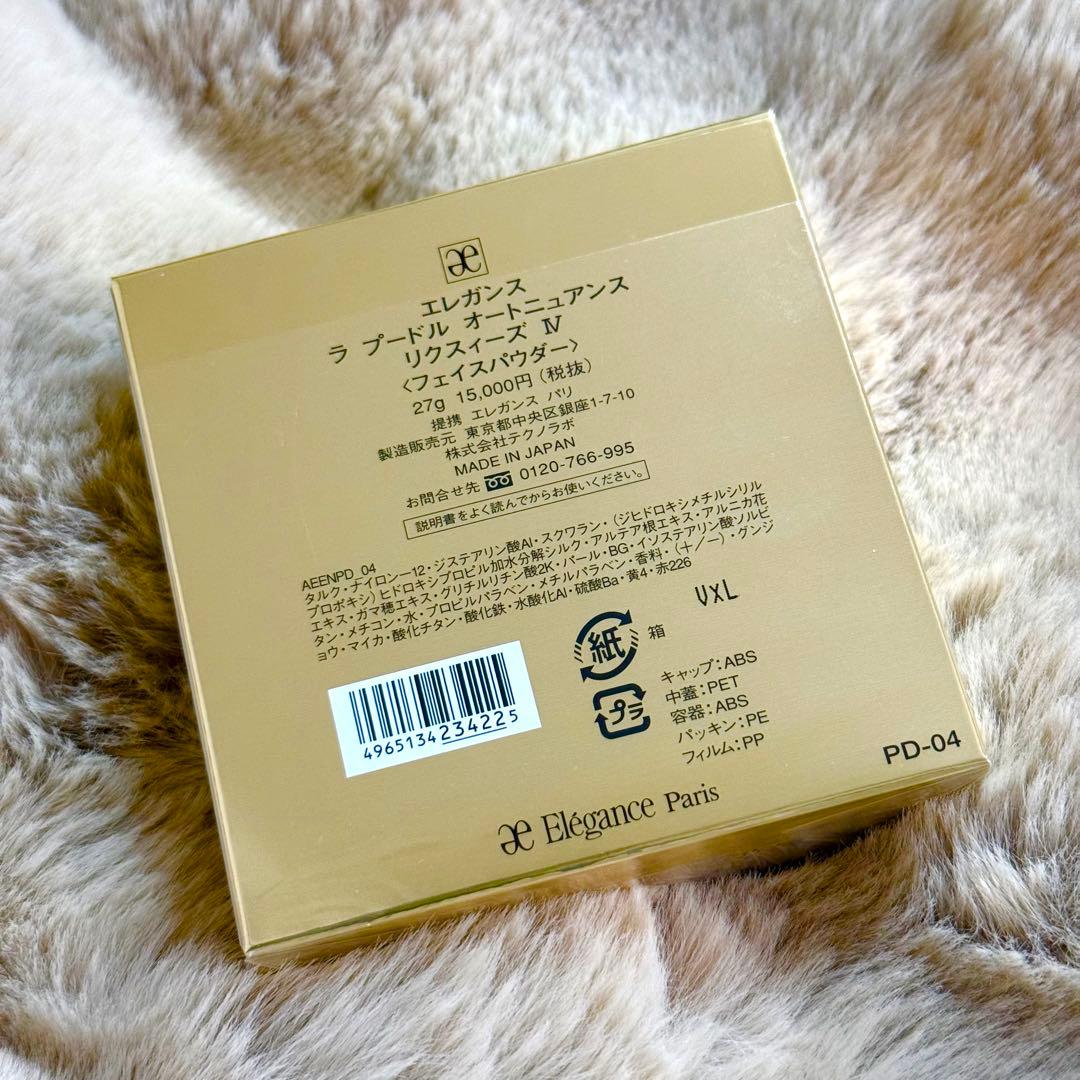 æ
エレガンス
ラ プードル オートニュアンス
リクスィーズ Ⅳ
〈フェイスパウダー〉
27g 15,000円(税抜)
提携 エレガンス パリ
製造販売元 東京都中央区銀座1-7-10
株式会社テクノラボ
MADE IN JAPAN
お問合せ先 0120-766-995
説明書をよく読んでからお使いください。
AEENPD 04
タルク・ナイロン―12・ジステアリン酸Al・スクワラン・(ジヒドロキシメチルシリル
プロポキシ)ヒドロキシプロピル加水分解シルク・アルテア根エキス・アルニカ花
エキス・ガマ穂エキス・グリチルリチン酸2K・パール・BG・イソステアリン酸ソルビ
タン・メチコン・水・プロピルパラベン・メチルパラベン・香料・(+/-)・グンジ
ョウ・マイカ・酸化チタン・酸化鉄・水酸化Al・硫酸Ba・黄4・赤226
VxL
紙 箱
プラ
キャップ:ABS
中蓋:PET
容器:ABS
パッキン:PE
フィルム:PP
4965134234225
PD-04
æ Elégance Paris